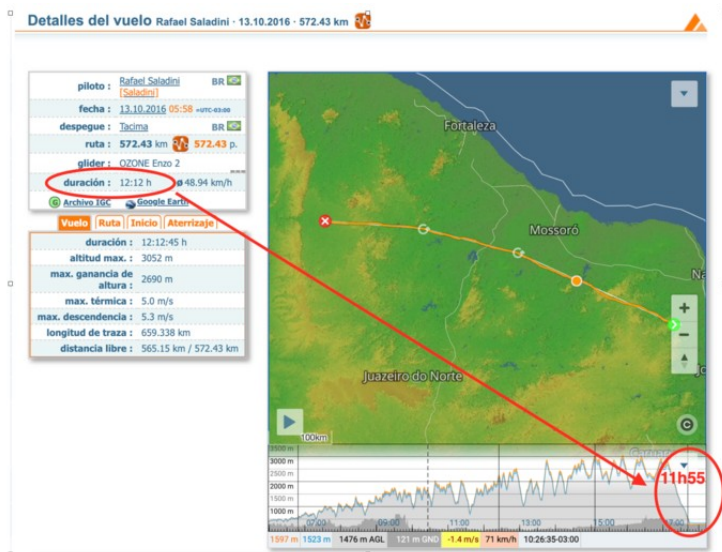 Detalles del vuelo Rafael Saladini · 13.10.2016 · 572.43 km
piloto : Rafael Saladini BR
[Saladini]
fecha : 13.10.2016 05:58 =UTC-03:00
despegue : Tacima BR
ruta : 572.43 km 572.43 p.
glider : OZONE Enzo 2
duración : 12:12 h ø 48.94 km/h
G Archivo IGC Google Earth
Vuelo Ruta Inicio Aterrizaje
duración : 12:12:45 h
altitud max. : 3052 m
max. ganancia de
altura : 2690 m
max. térmica : 5.0 m/s
max. descendencia : 5.3 m/s
longitud de traza : 659.338 km
distancia libre : 565.15 km / 572.43 km
Fortaleza
Mossoró
Na
+
−
Juazeiro do Norte
Jo
C
100km
3500 m
3000 m
2500 m
2000 m
1500 m
1000 m
11h55
07:00 09:00 11:00 13:00 15:00 17:00
1597 m 1523 m 1476 m AGL 121 m GND -1.4 m/s 71 km/h 10:26:35-03:00